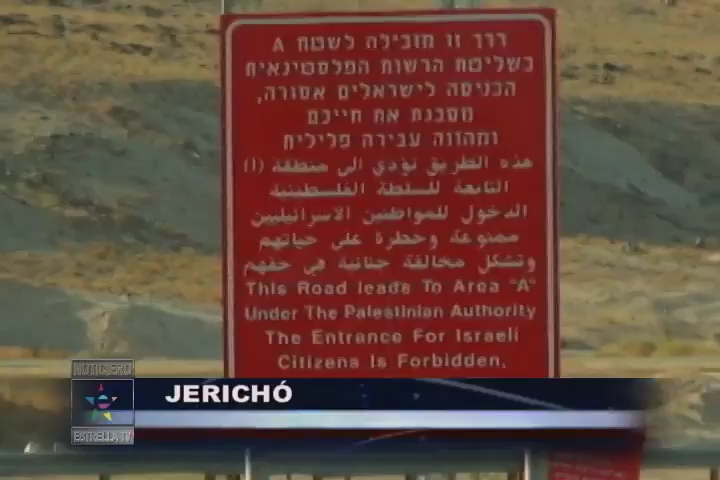 דרך זו מובילה לשטח A
בשליטת הרשות הפלסטינאית
הכניסה לישראלים אסורה,
מסכנת את חייכם
ומהווה עבירה פלילית
هذه الطريق تؤدي الى منطقة (أ)
التابعة للسلطة الفلسطينية
الدخول للمواطنين الاسرائيليين
ممنوعة وخطرة على حياتهم
وتشكل مخالفة جنائية في حقهم
This Road leads To Area "A"
Under The Palestinian Authority
The Entrance For Israeli
Citizens Is Forbidden,
NOTICIERO
JERICHÓ
ESTRELLA TV